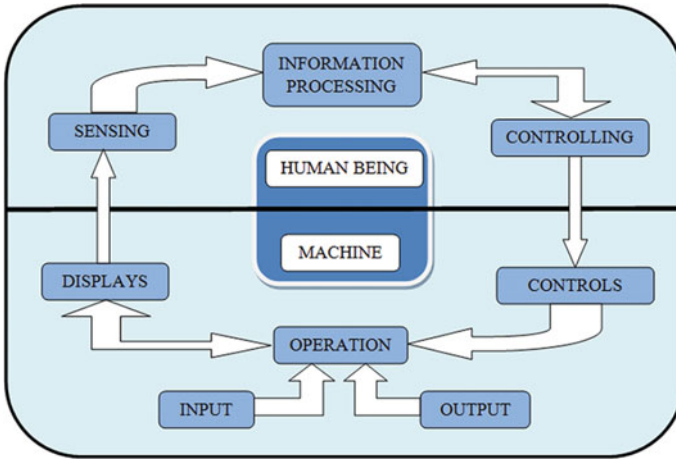 INFORMATION
PROCESSING
SENSING
CONTROLLING
HUMAN BEING
MACHINE
DISPLAYS
CONTROLS
OPERATION
INPUT
OUTPUT